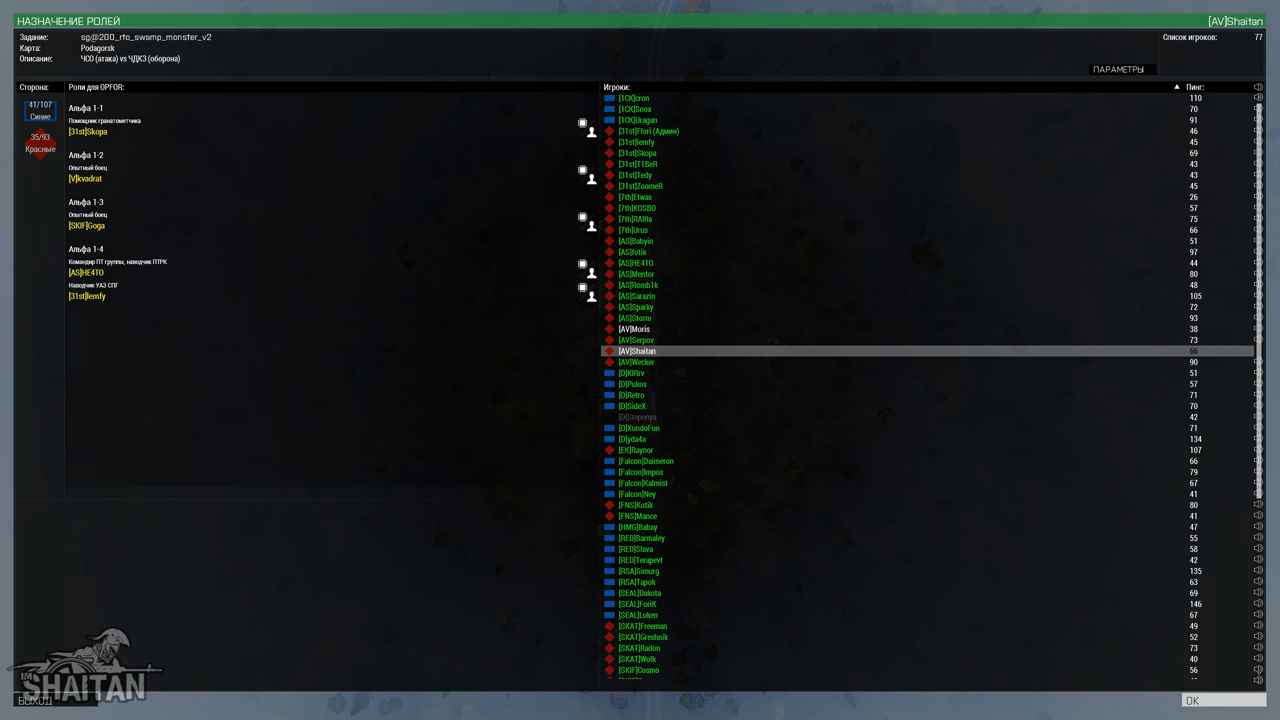 НАЗНАЧЕНИЕ РОЛЕЙ
[AV]Shaitan
Задание: sg@200_rto_swamp_monster_v2
Список игроков: 77
Карта: Podagorsk
Описание: ЧСО (атака) vs ЧДКЗ (оборона)
ПАРАМЕТРЫ
Сторона:
Роли для OPFOR:
Игроки:
Пинг:
41/107
Синие
35/93
Красные
Альфа 1-1
Помощник гранатометчика
[31st]Skopa
Альфа 1-2
Опытный боец
[V]kvadrat
Альфа 1-3
Опытный боец
[SKIF]Goga
Альфа 1-4
Командир ПТ группы, наводчик ПТРК
[AS]HE4TO
Наводчик УАЗ СПГ
[31st]lemfy
[1CK]cron 110
[1CK]Snox 70
[1CK]Uragan 91
[31st]Flori (Админ) 46
[31st]lemfy 45
[31st]Skopa 69
[31st]T1BeR 43
[31st]Tedy 43
[31st]ZoomeR 45
[7th]Etwas 26
[7th]KOSBO 57
[7th]RAIIIa 75
[7th]Urus 66
[AS]Babyin 51
[AS]fotik 97
[AS]HE4TO 44
[AS]Mentor 80
[AS]Romb1k 48
[AS]Sarazin 105
[AS]Sparky 72
[AS]Storm 93
[AV]Moris 38
[AV]Serpov 73
[AV]Shaitan 66
[AV]Wecker 90
[D]KIRrv 51
[D]Pukos 57
[D]Retro 71
[D]SideX 70
[D]Stepenya 42
[D]XundoFun 71
[D]yda4a 134
[EK]Raynor 107
[Falcon]Daimeron 66
[Falcon]Impos 79
[Falcon]Kalmist 67
[Falcon]Ney 41
[FNS]Kotik 80
[FNS]Mance 41
[HMG]Babay 47
[RED]Barmaley 55
[RED]Slava 58
[RED]Terapevt 42
[RSA]Simurg 135
[RSA]Tapok 63
[SEAL]Dakota 69
[SEAL]ForiK 146
[SEAL]Loken 67
[SKAT]Freeman 49
[SKAT]Greshnik 52
[SKAT]Radon 73
[SKAT]Wolk 40
[SKIF]Cosmo 56
IM
SHAITAN
ВЫХОД
OK